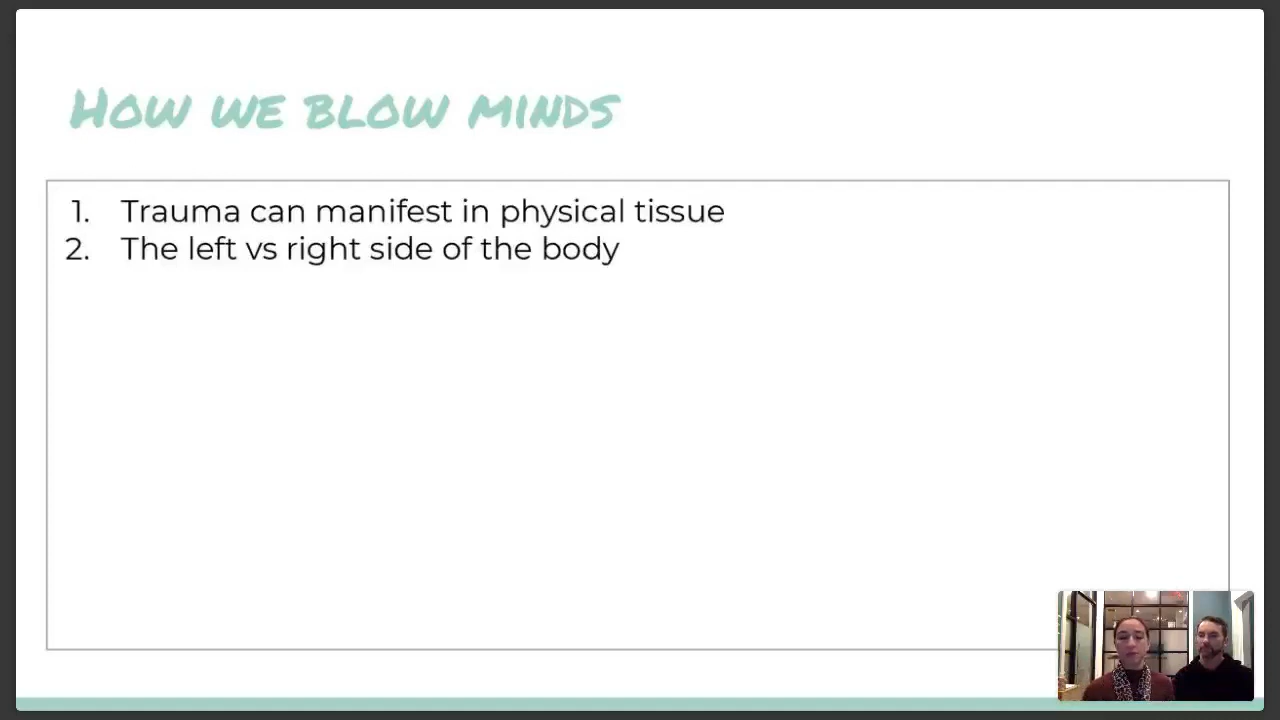 How we blow minds
1. Trauma can manifest in physical tissue
2. The left vs right side of the body